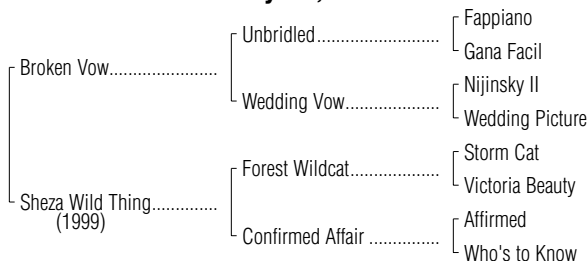 Fappiano
Unbridled
Gana Facil
Broken Vow
Nijinsky II
Wedding Vow
Wedding Picture
Storm Cat
Forest Wildcat
Victoria Beauty
Sheza Wild Thing
(1999)
Affirmed
Confirmed Affair
Who's to Know